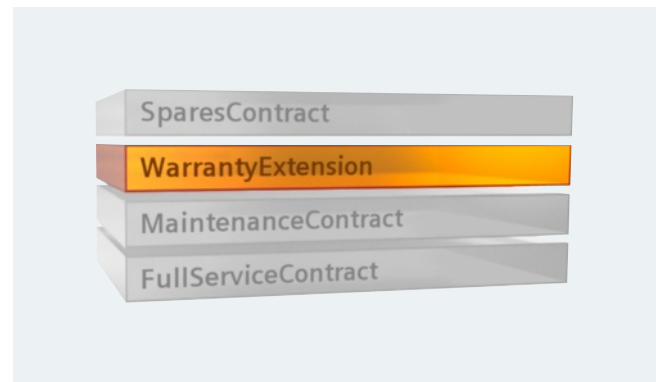 SparesContract
WarrantyExtension
MaintenanceContract
FullServiceContract